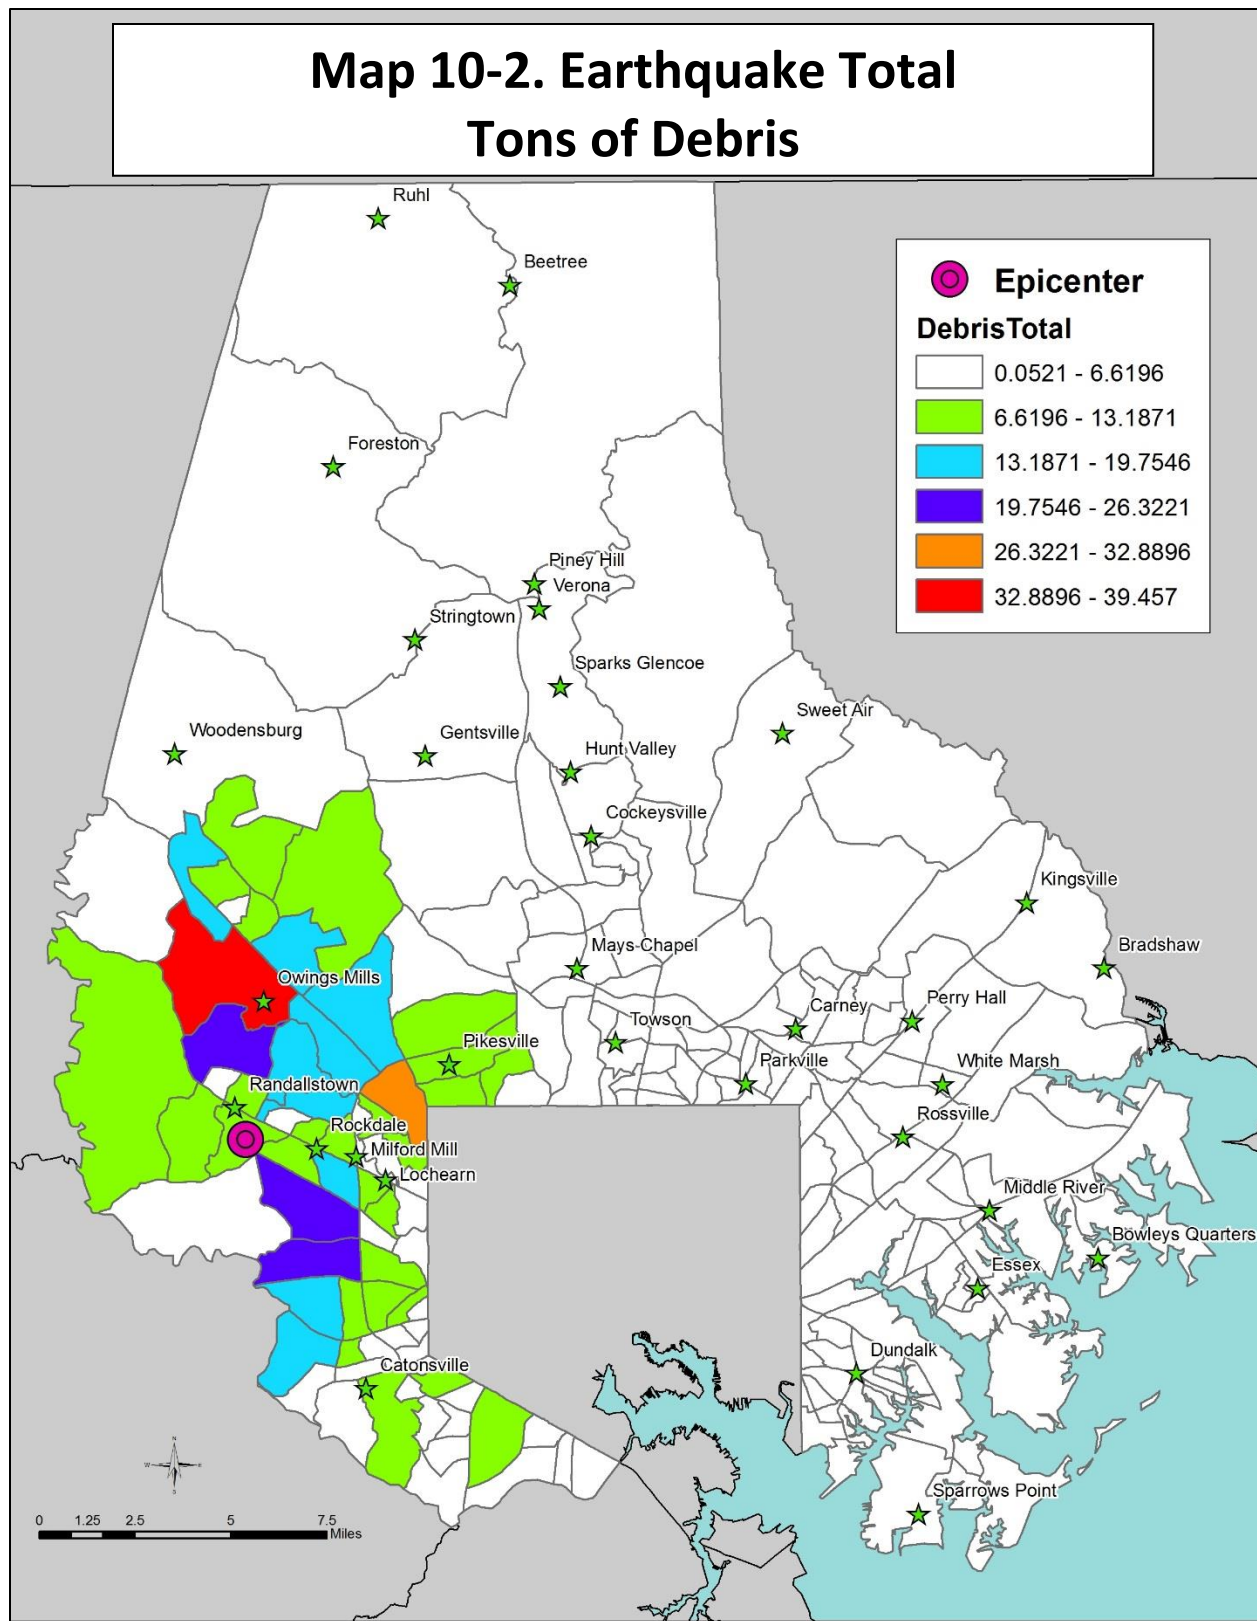 Map 10-2. Earthquake Total
Tons of Debris
Ruhl
Beetree
Epicenter
DebrisTotal
0.0521 - 6.6196
6.6196 - 13.1871
13.1871 - 19.7546
19.7546 - 26.3221
26.3221 - 32.8896
32.8896 - 39.457
Foreston
Piney Hill
Verona
Stringtown
Sparks Glencoe
Sweet Air
Woodensburg
Gentsville
Hunt Valley
Cockeysville
Kingsville
Mays Chapel
Bradshaw
Owings Mills
Perry Hall
Carney
Towson
Pikesville
Parkville
White Marsh
Randallstown
Rossville
Rockdale
Milford Mill
Lochearn
Middle River
Bowleys Quarters
Essex
Dundalk
Catonsville
N
W E
S
Sparrows Point
0 1.25 2.5 5 7.5
Miles